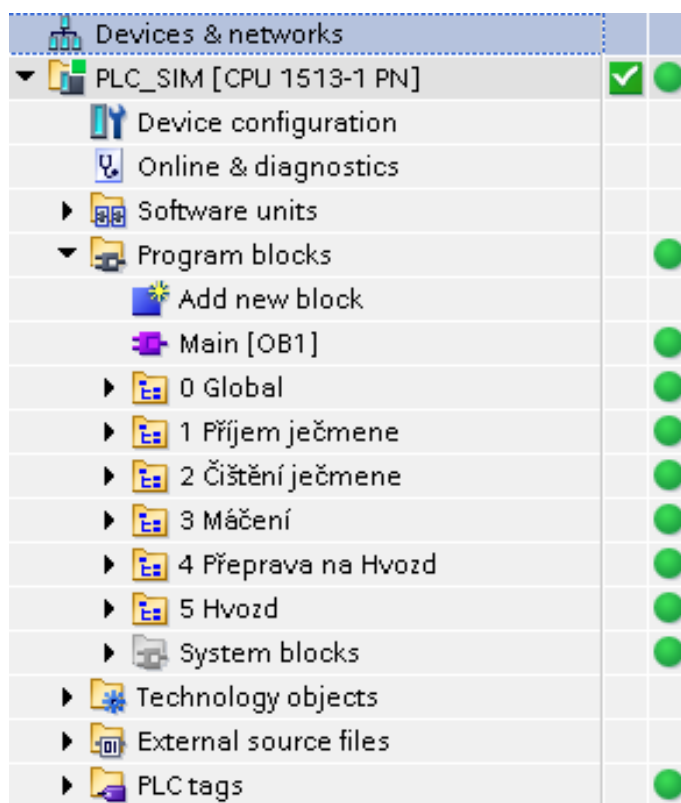 Devices & networks
PLC_SIM [CPU 1513-1 PN]
Device configuration
Online & diagnostics
Software units
Program blocks
Add new block
Main [OB1]
0 Global
1 Příjem ječmene
2 Čištění ječmene
3 Máčení
4 Přeprava na Hvozd
5 Hvozd
System blocks
Technology objects
External source files
PLC tags